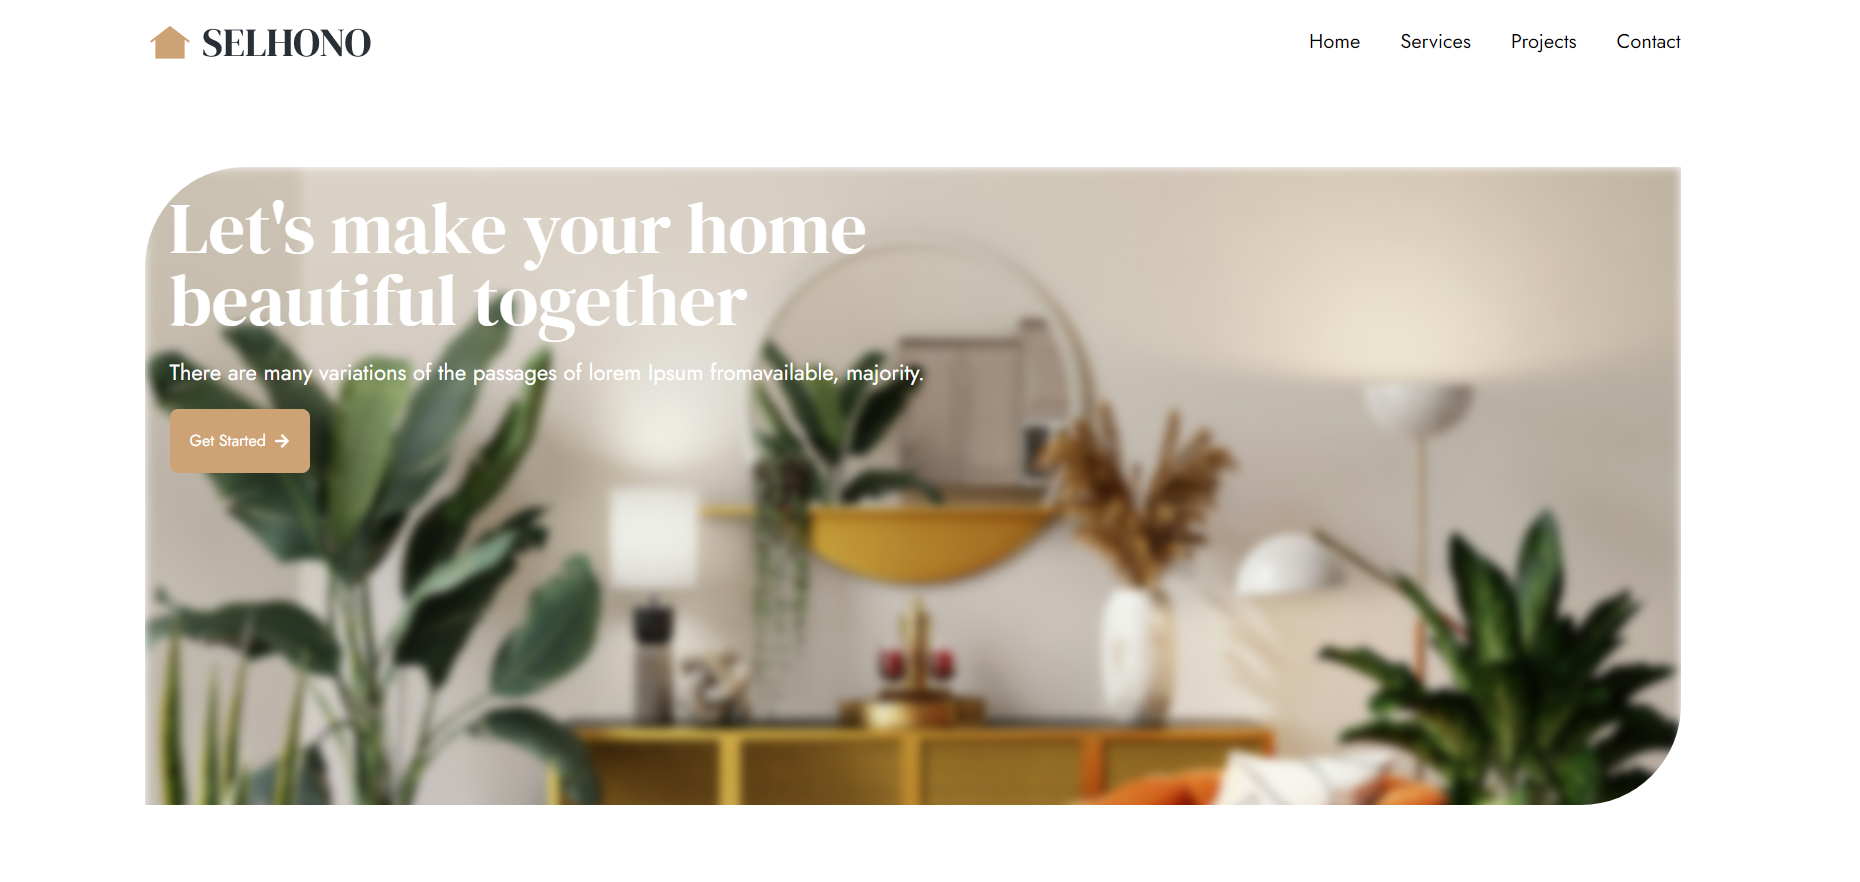 SELHONO
Home Services Projects Contact
Let's make your home
beautiful together
There are many variations of the passages of lorem Ipsum fromavailable, majority.
Get Started